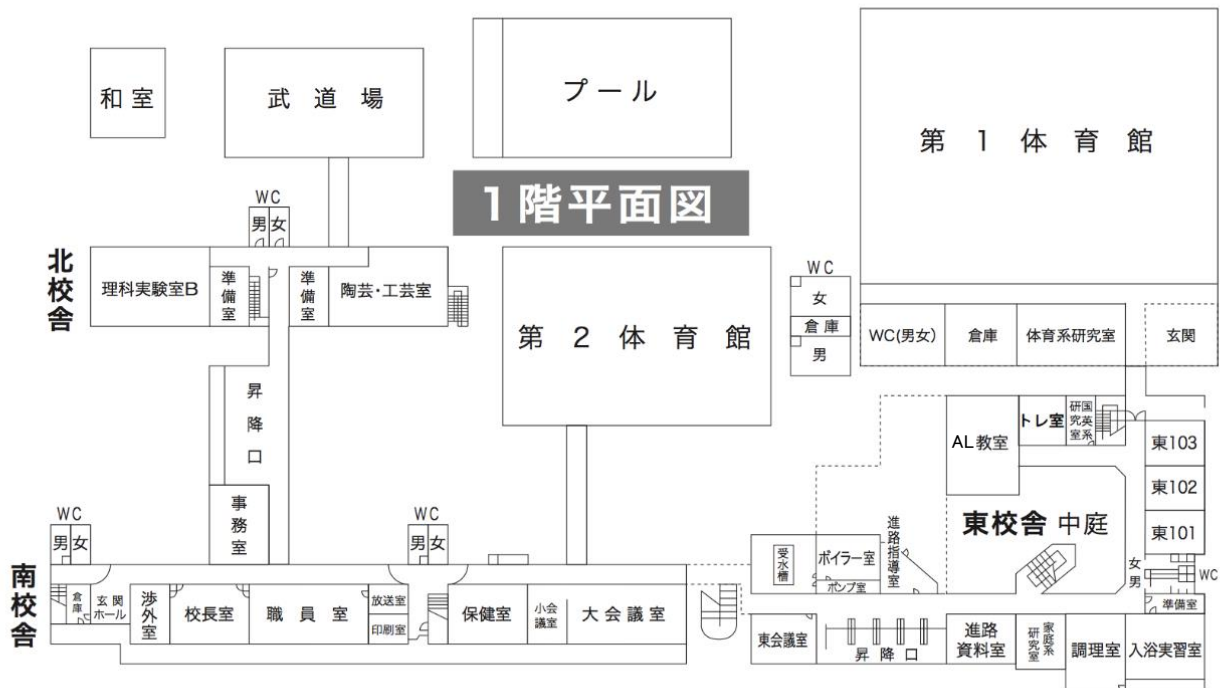 和室
武道場
プール
第1体育館
1階平面図
WC
男
女
北校舎
理科実験室B
準備室
準備室
陶芸・工芸室
第2体育館
WC
女
倉庫
男
WC(男女)
倉庫
体育系研究室
玄関
昇降口
事務室
AL教室
トレ室
国英系研究室
東103
東102
東101
東校舎 中庭
WC
男
女
WC
男
女
受水槽
ボイラー室
ポンプ室
進路指導室
女
男
WC
準備室
南校舎
倉庫
玄関ホール
渉外室
校長室
職員室
放送室
印刷室
保健室
小会議室
大会議室
東会議室
昇降口
進路資料室
家庭系研究室
調理室
入浴実習室